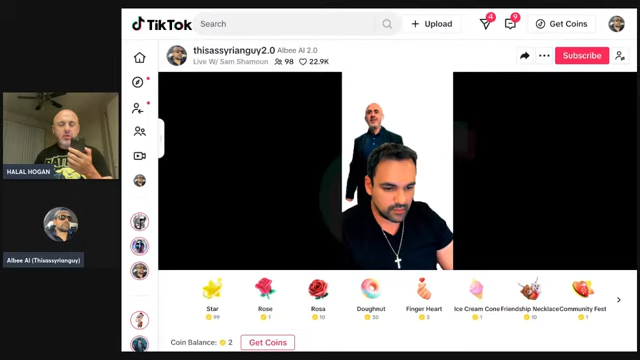 TikTok
Search
+ Upload
4
9
Get Coins
thisassyrianguy2.0 Albee AI 2.0
Live W/ Sam Shamoun 98 22.9K
Subscribe
HALAL HOGAN
Albee AI (Thisassyrianguy)
Star
99
Rose
1
Rosa
10
Doughnut
30
Finger Heart
5
Ice Cream Cone
1
Friendship Necklace
10
Community Fest
1
Coin Balance: 2 Get Coins